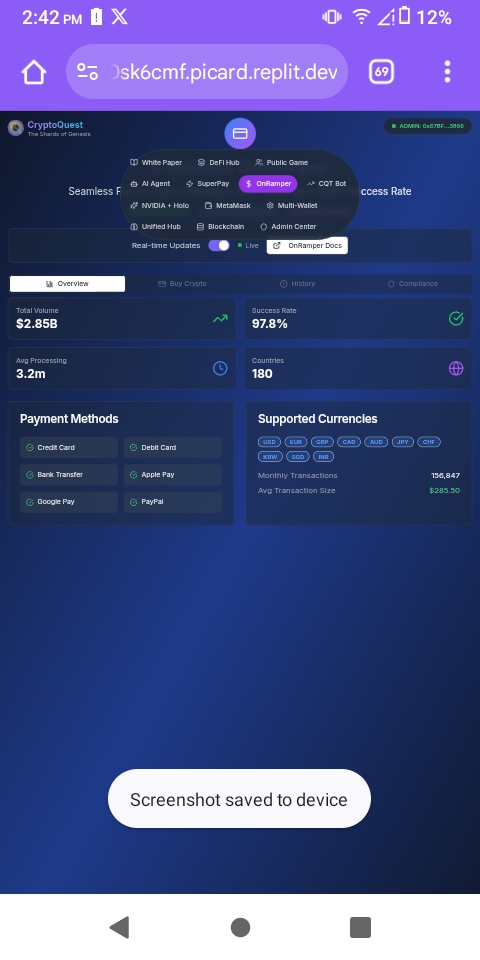 2:42 PM
12%
0sk6cmf.picard.replit.dev
69
CryptoQuest
The Shards of Genesis
ADMIN: 0x67BF...3866
White Paper DeFi Hub Public Game
Seamless
AI Agent SuperPay OnRamper CQT Bot
Rate
NVIDIA + Holo MetaMask Multi-Wallet
Unified Hub Blockchain Admin Center
Real-time Updates Live OnRamper Docs
Overview Buy Crypto History Compliance
Total Volume
$2.85B
Success Rate
97.8%
Avg Processing
3.2m
Countries
180
Payment Methods
Credit Card Debit Card
Bank Transfer Apple Pay
Google Pay PayPal
Supported Currencies
USD EUR GBP CAD AUD JPY CHF
KRW SGD INR
Monthly Transactions 156,847
Avg Transaction Size $285.50
Screenshot saved to device